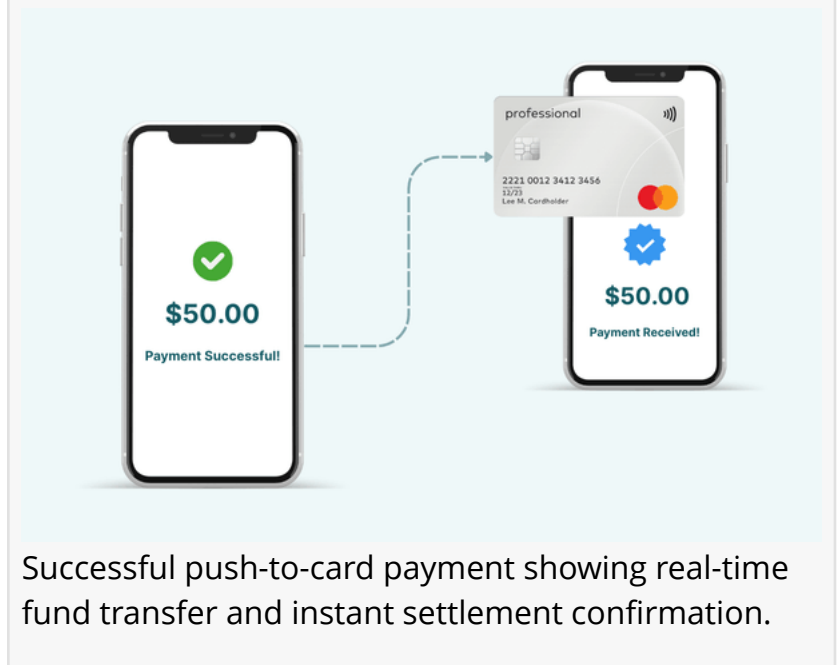 professional
2221 0012 3412 3456
12/23
Lee M. Cardholder
$50.00
Payment Successful!
$50.00
Payment Received!
Successful push-to-card payment showing real-time
fund transfer and instant settlement confirmation.